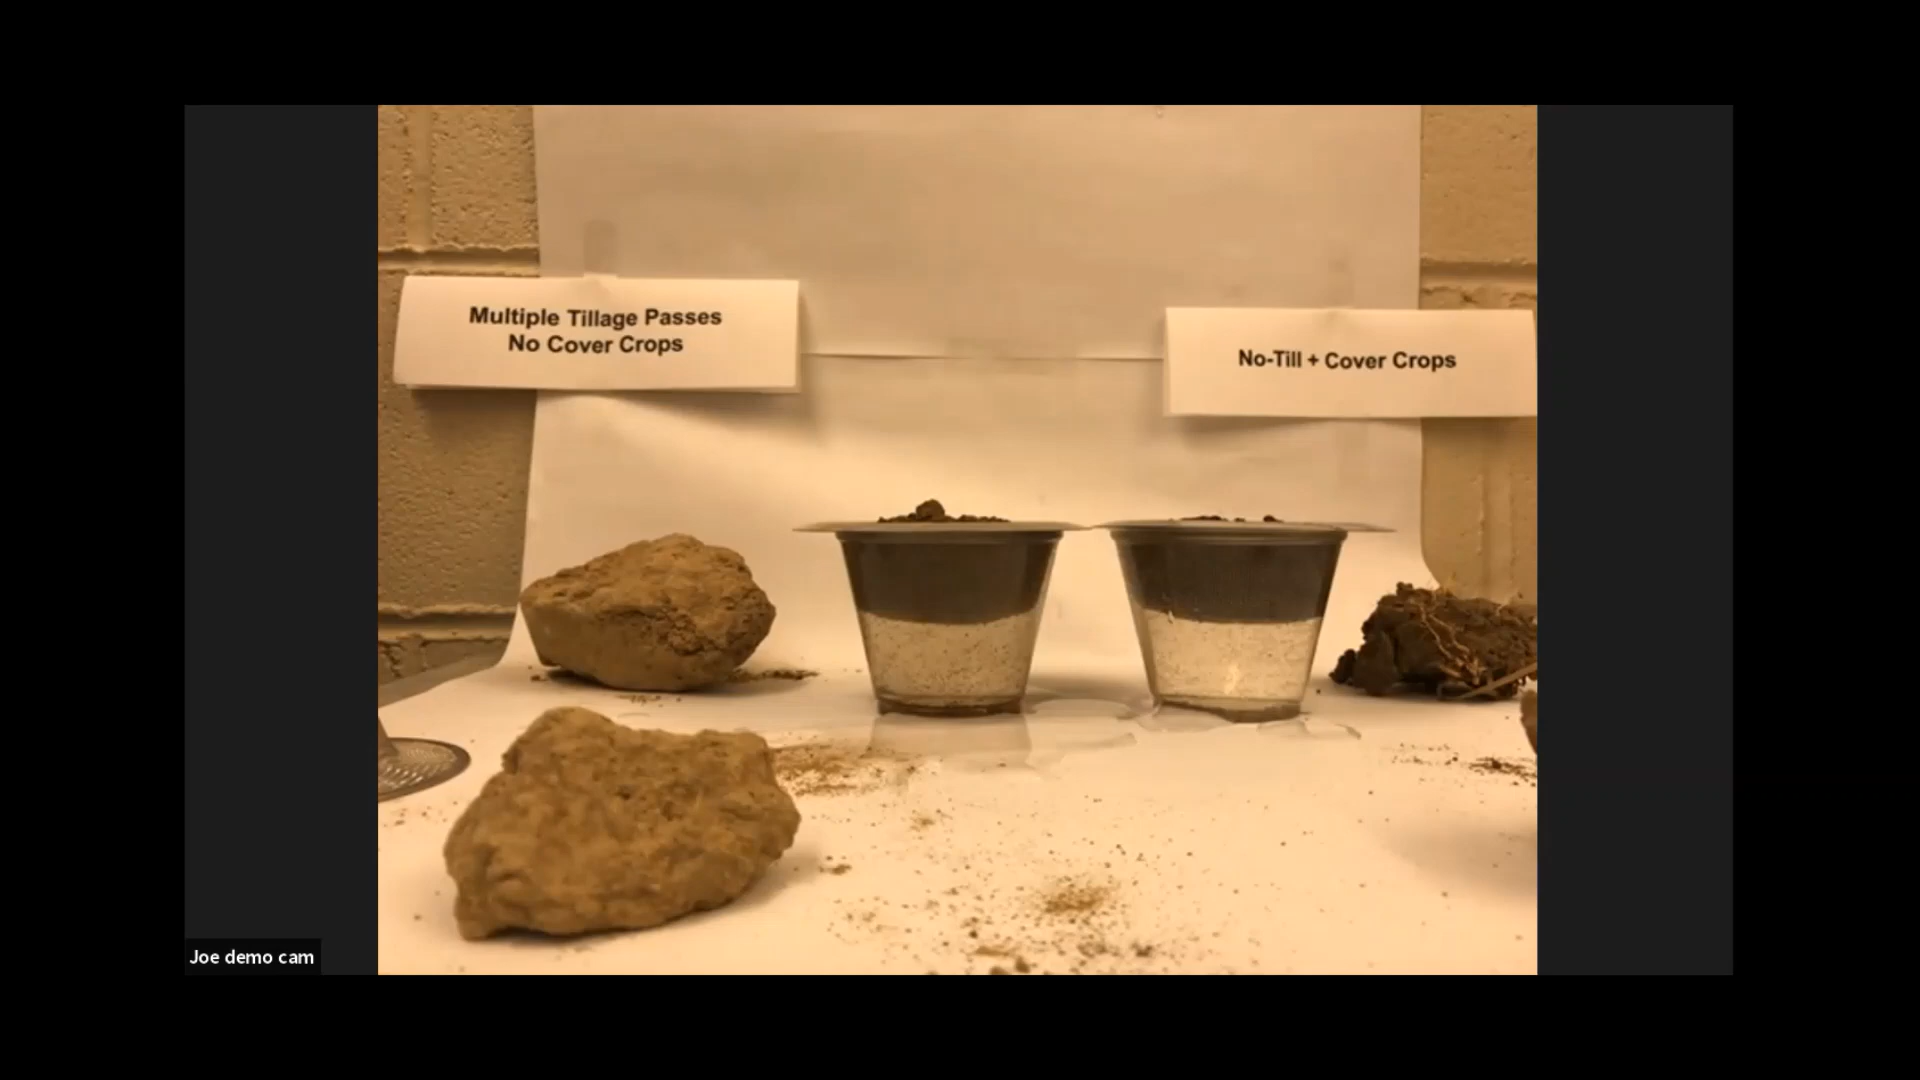 Multiple Tillage Passes
No Cover Crops
No-Till + Cover Crops
Joe demo cam